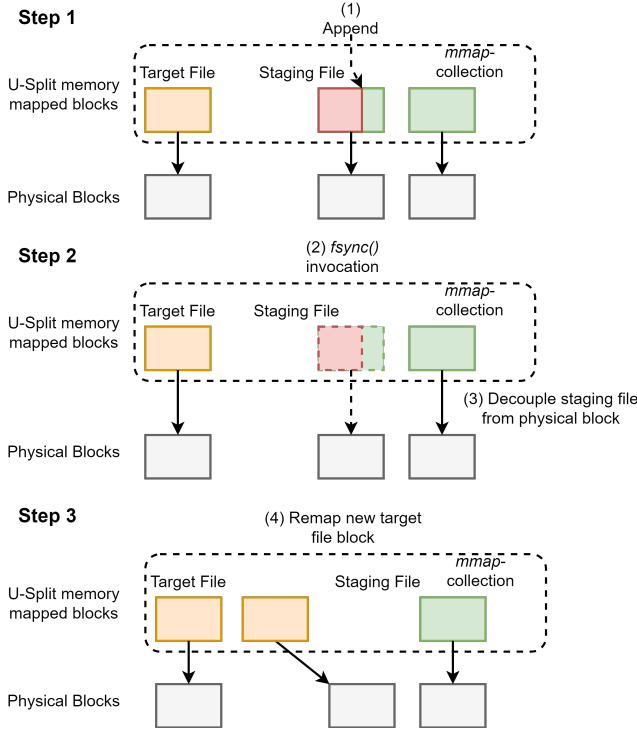 Step 1
(1)
Append
Target File
Staging File
mmap-
collection
U-Split memory
mapped blocks
Physical Blocks
Step 2
(2) fsync()
invocation
Target File
Staging File
mmap-
collection
U-Split memory
mapped blocks
(3) Decouple staging file
from physical block
Physical Blocks
Step 3
(4) Remap new target
file block
Target File
Staging File
mmap-
collection
U-Split memory
mapped blocks
Physical Blocks